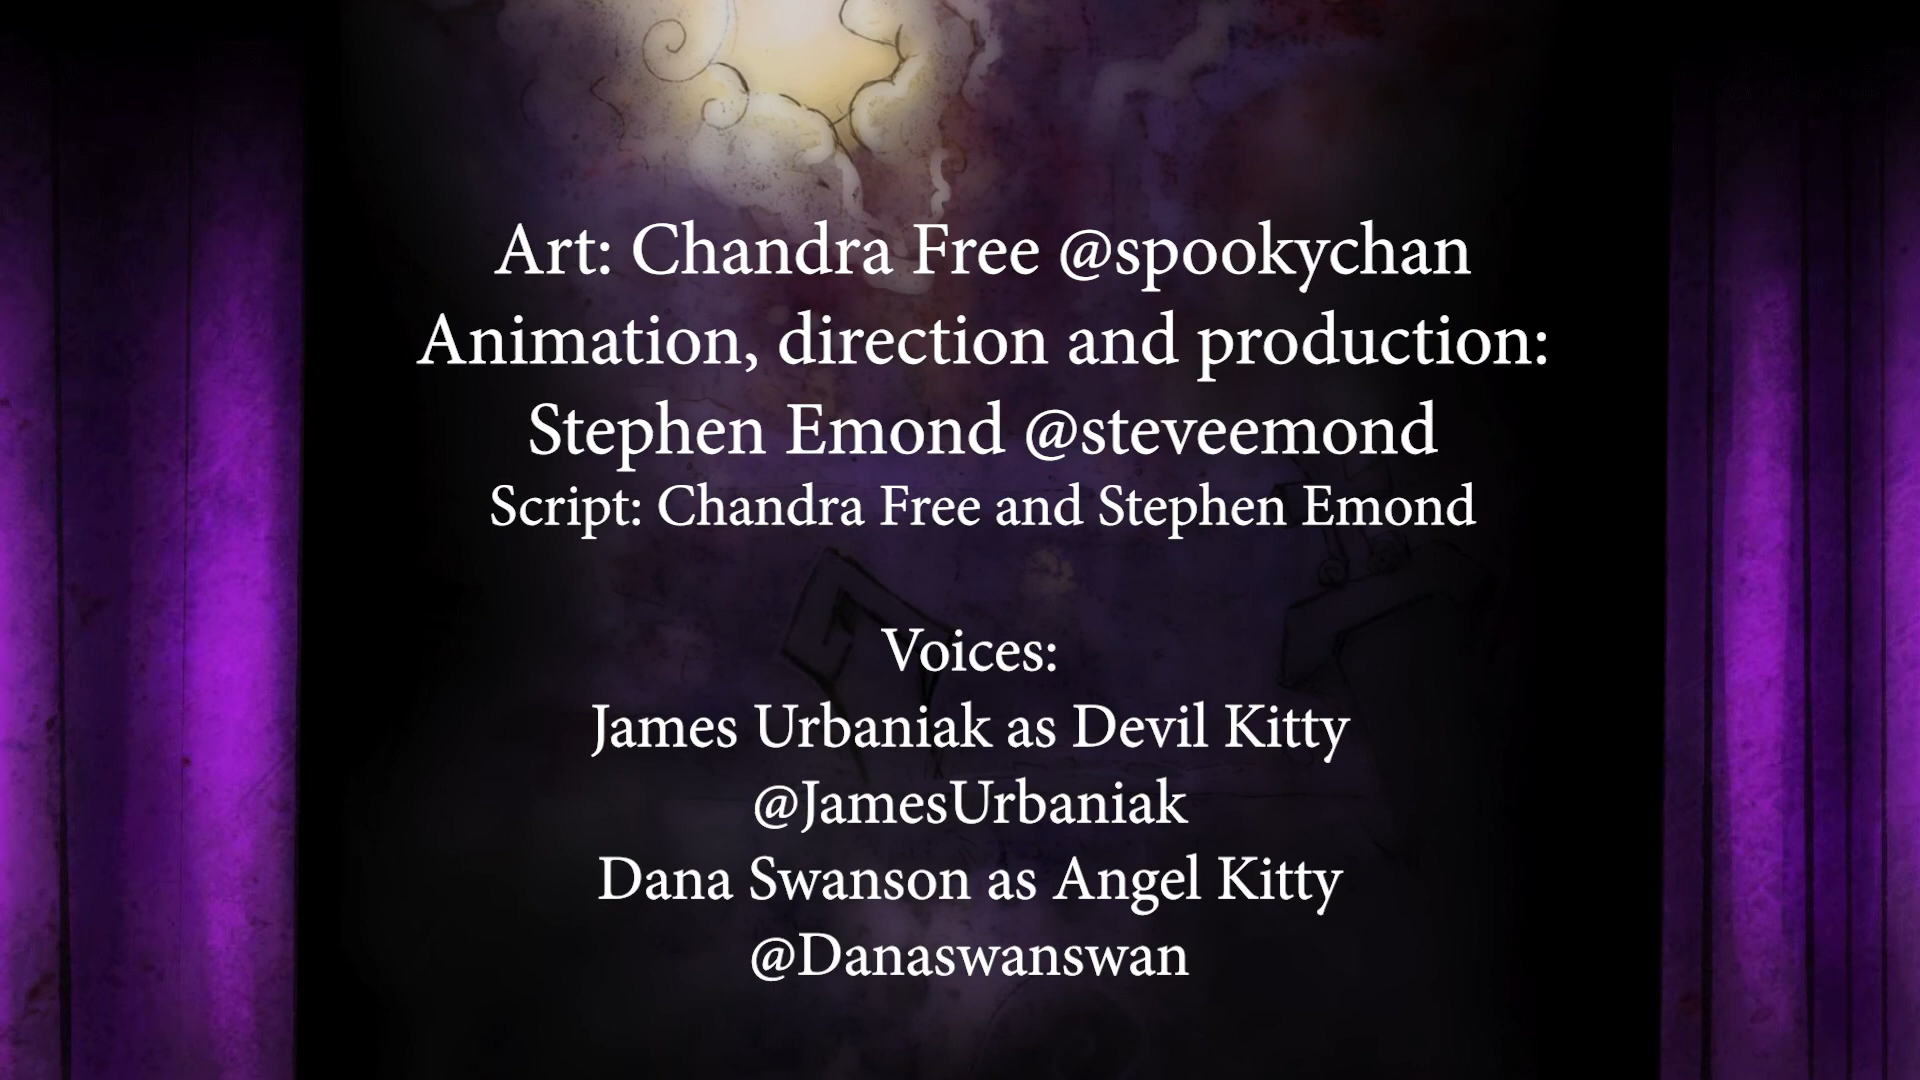 Art: Chandra Free @spookychan
Animation, direction and production:
Stephen Emond @steveemond
Script: Chandra Free and Stephen Emond
Voices:
James Urbaniak as Devil Kitty
@JamesUrbaniak
Dana Swanson as Angel Kitty
@Danaswanswan